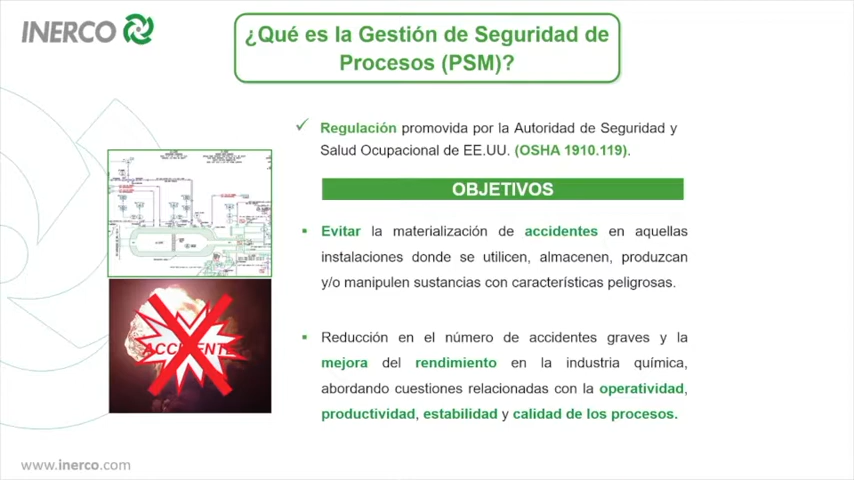 INERCO
¿Qué es la Gestión de Seguridad de
Procesos (PSM)?
Regulación promovida por la Autoridad de Seguridad y
Salud Ocupacional de EE.UU. (OSHA 1910.119).
OBJETIVOS
Evitar la materialización de accidentes en aquellas
instalaciones donde se utilicen, almacenen, produzcan
y/o manipulen sustancias con características peligrosas.
Reducción en el número de accidentes graves y la
mejora del rendimiento en la industria química,
abordando cuestiones relacionadas con la operatividad,
productividad, estabilidad y calidad de los procesos.
www.inerco.com